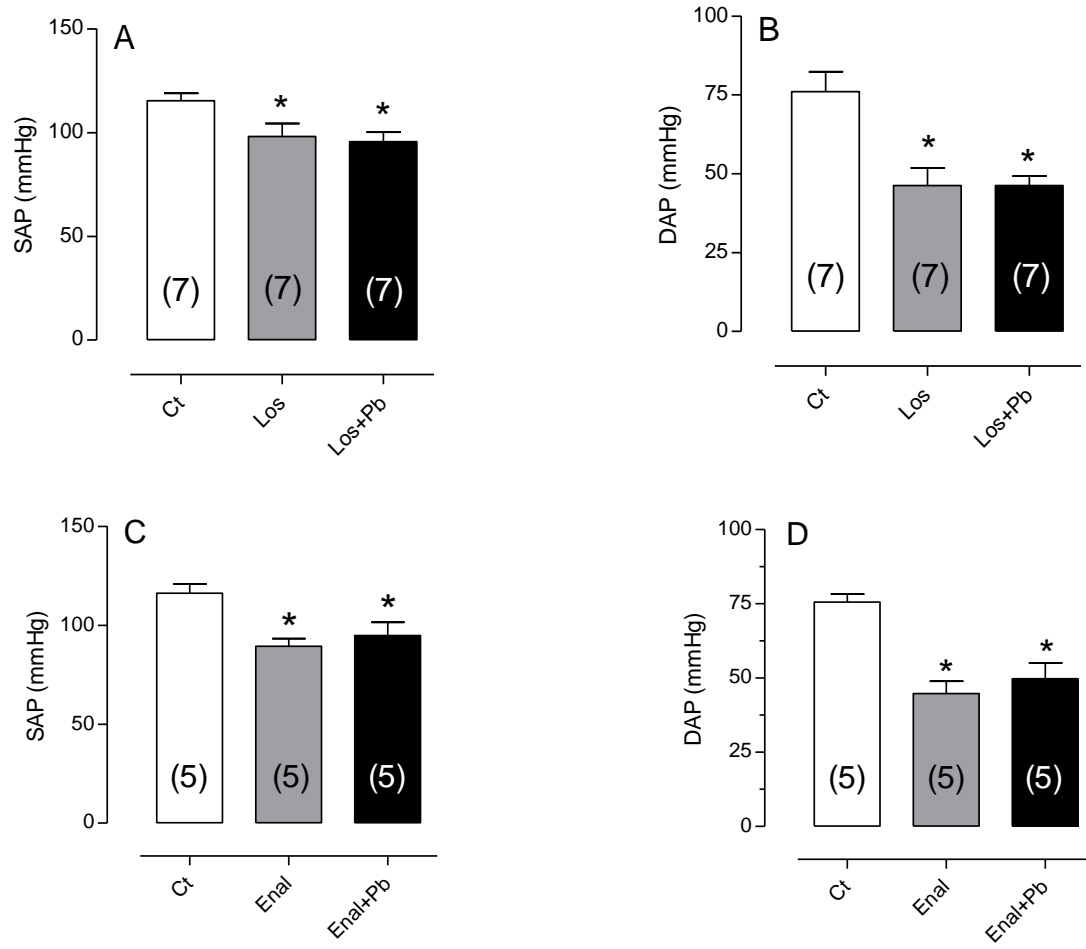 A
SAP (mmHg)
150
100
50
0
* *
(7) (7) (7)
Ct Los Los+Pb
B
DAP (mmHg)
100
75
50
25
0
* *
(7) (7) (7)
Ct Los Los+Pb
C
SAP (mmHg)
150
100
50
0
* *
(5) (5) (5)
Ct Enal Enal+Pb
D
DAP (mmHg)
100
75
50
25
0
* *
(5) (5) (5)
Ct Enal Enal+Pb